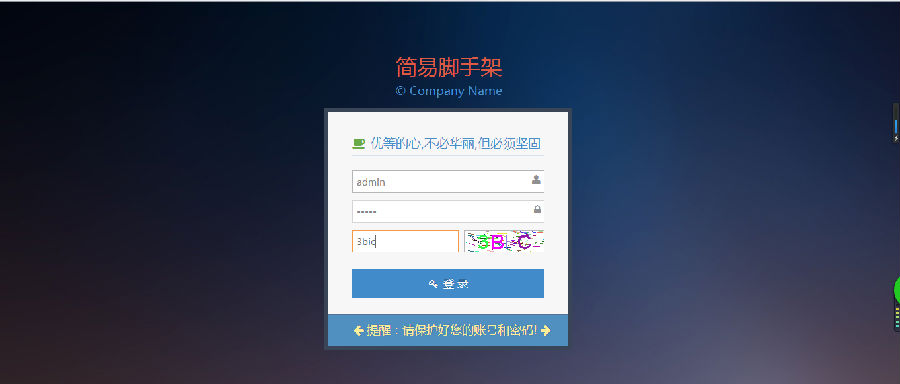 简易脚手架
© Company Name
优等的心,不必华丽,但必须坚固
admin
-----
3bic
登录
提醒：请保护好您的账号和密码!